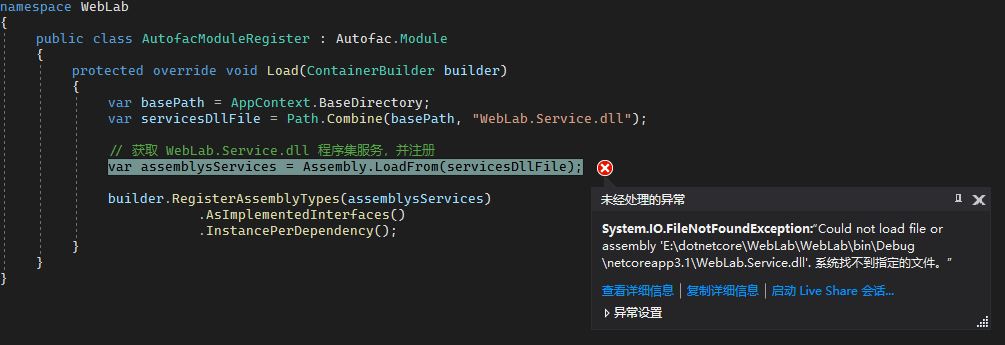 namespace WebLab
{
public class AutofacModuleRegister : Autofac.Module
{
protected override void Load(ContainerBuilder builder)
{
var basePath = AppContext.BaseDirectory;
var servicesDllFile = Path.Combine(basePath, "WebLab.Service.dll");
// 获取 WebLab.Service.dll 程序集服务，并注册
var assemblysServices = Assembly.LoadFrom(servicesDllFile);
builder.RegisterAssemblyTypes(assemblysServices)
.AsImplementedInterfaces()
.InstancePerDependency();
}
}
}
未经处理的异常
System.IO.FileNotFoundException:“Could not load file or
assembly 'E:\dotnetcore\WebLab\WebLab\bin\Debug
\netcoreapp3.1\WebLab.Service.dll'. 系统找不到指定的文件。”
查看详细信息 | 复制详细信息 | 启动 Live Share 会话...
异常设置